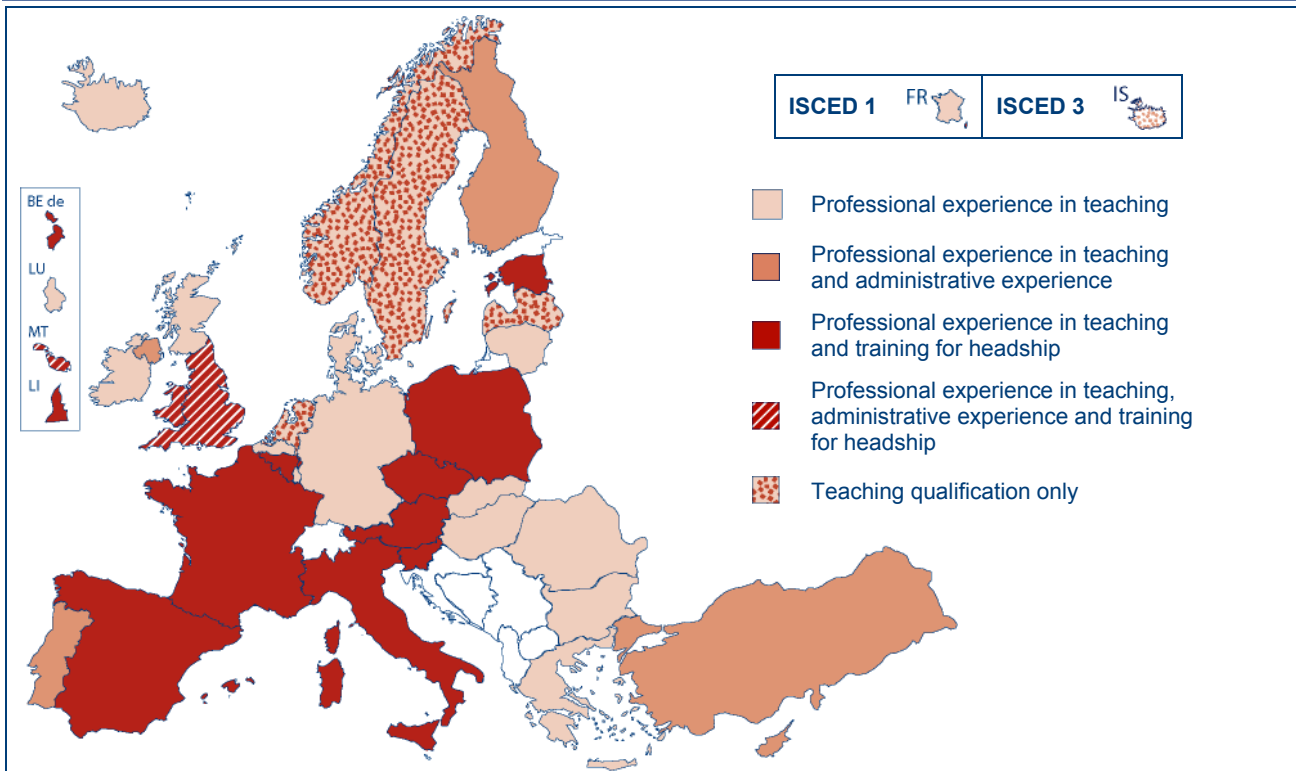 ISCED 1
FR
ISCED 3
IS
BE de
LU
MT
LI
Professional experience in teaching
Professional experience in teaching
and administrative experience
Professional experience in teaching
and training for headship
Professional experience in teaching,
administrative experience and training
for headship
Teaching qualification only